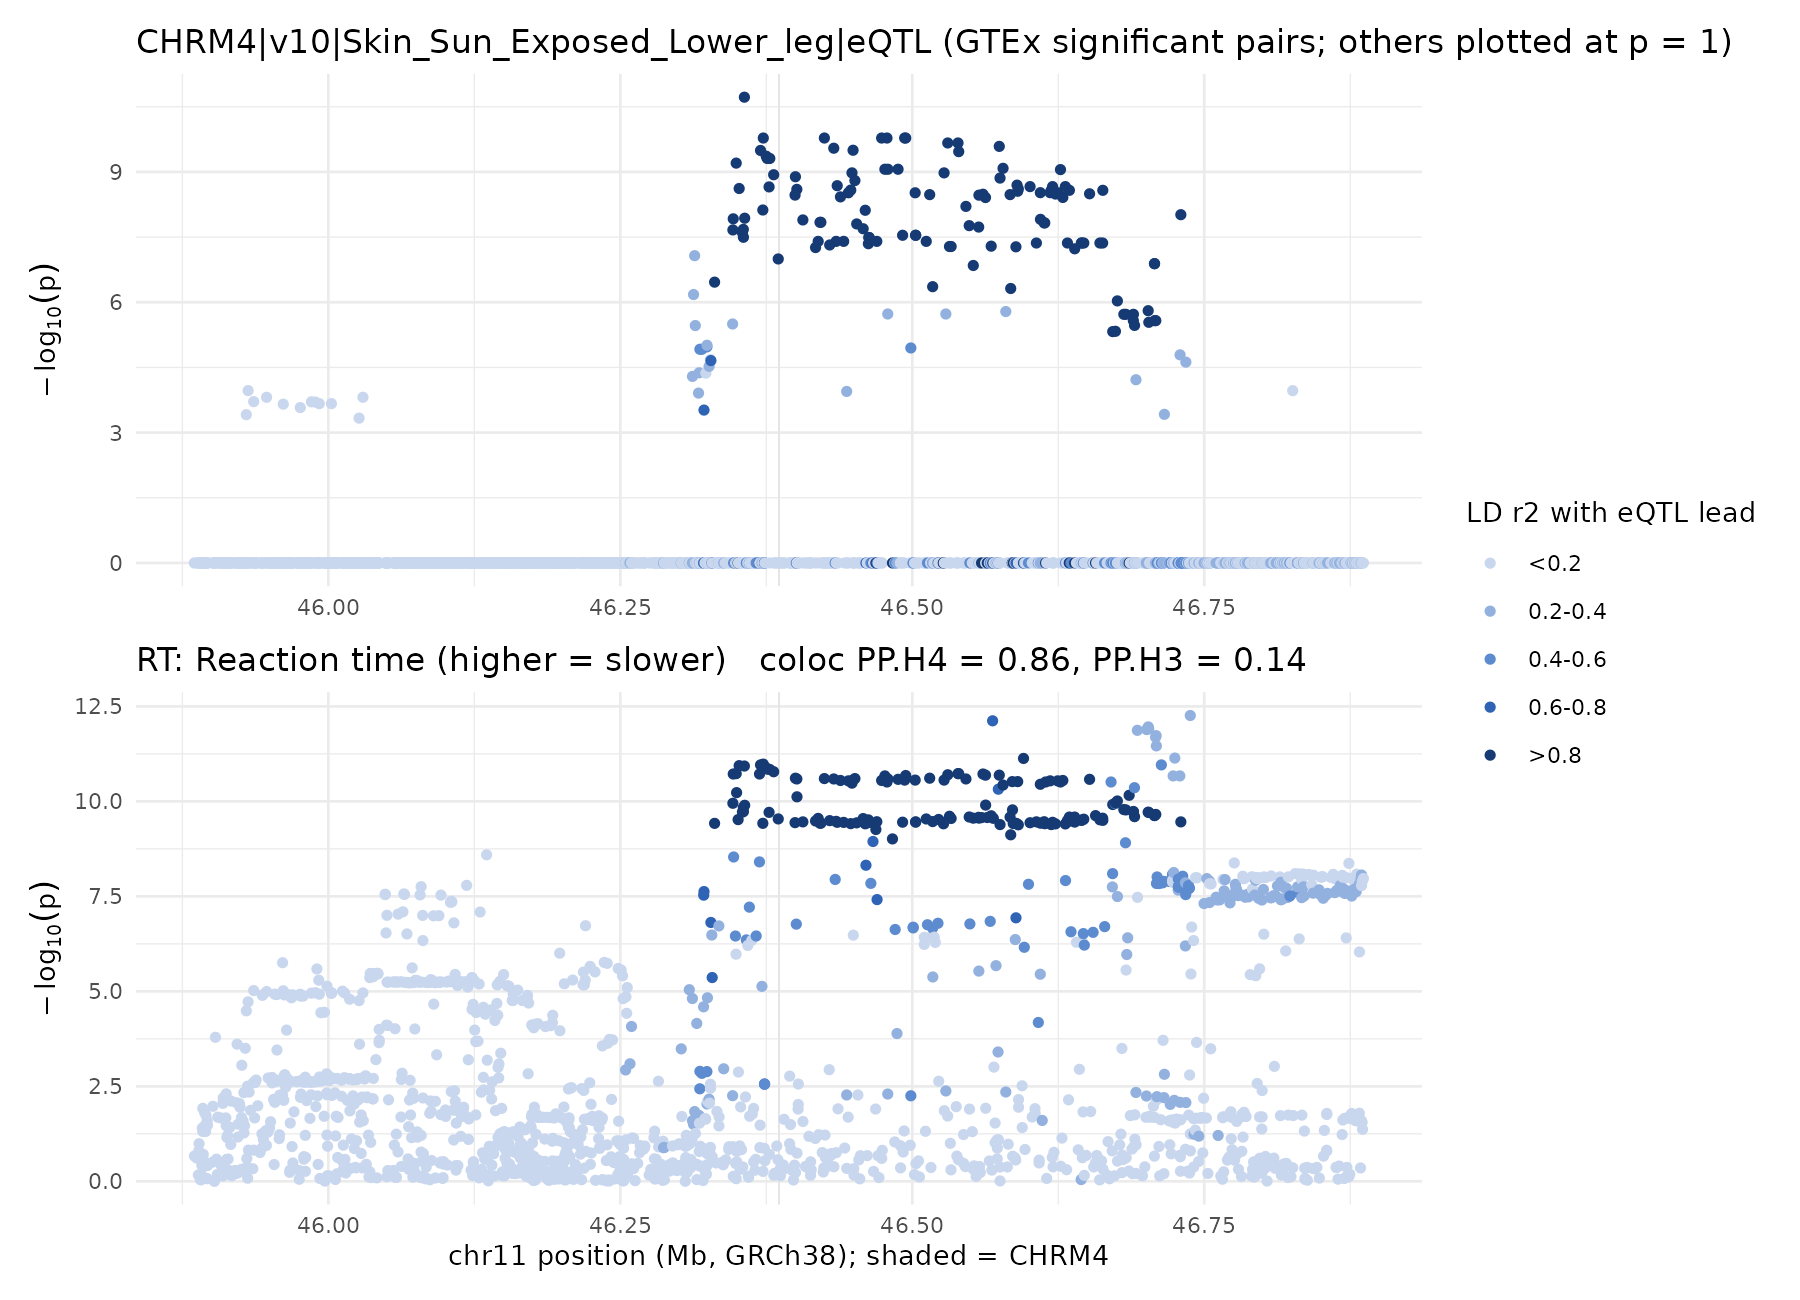 CHRM4|v10|Skin_Sun_Exposed_Lower_leg|eQTL (GTEx significant pairs; others plotted at p = 1)
−log10(p)
9
6
3
0
46.00 46.25 46.50 46.75
LD r2 with eQTL lead
<0.2
0.2-0.4
0.4-0.6
0.6-0.8
>0.8
RT: Reaction time (higher = slower) coloc PP.H4 = 0.86, PP.H3 = 0.14
−log10(p)
12.5
10.0
7.5
5.0
2.5
0.0
46.00 46.25 46.50 46.75
chr11 position (Mb, GRCh38); shaded = CHRM4